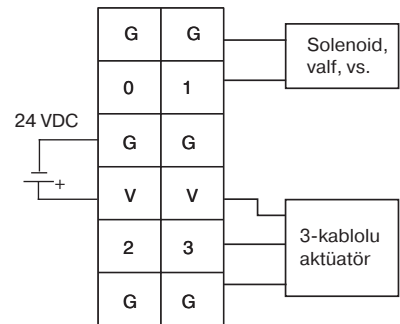 G G
Solenoid,
valf, vs.
0 1
24 VDC
G G
+
V V
2 3
3-kablolu
aktüatör
G G